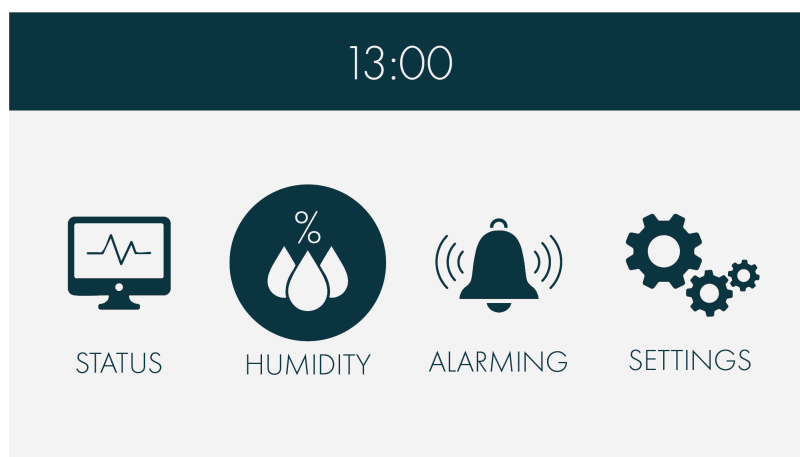 13:00
%
STATUS
HUMIDITY
ALARMING
SETTINGS